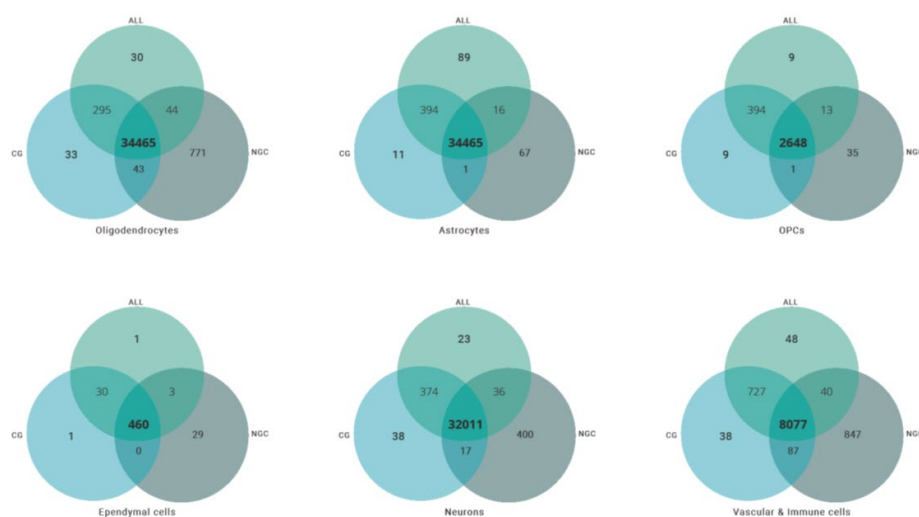 ALL ALL ALL
30 89 9
295 44 394 16 394 13
34465 34465 2648
CG 33 771 NGC CG 11 67 NGC CG 9 35 NGC
43 1 1
Oligodendrocytes Astrocytes OPCs
ALL ALL ALL
1 23 48
30 3 374 36 727 40
460 32011 8077
CG 1 29 NGC CG 38 400 NGC CG 38 847 NGC
0 17 87
Ependymal cells Neurons Vascular & Immune cells